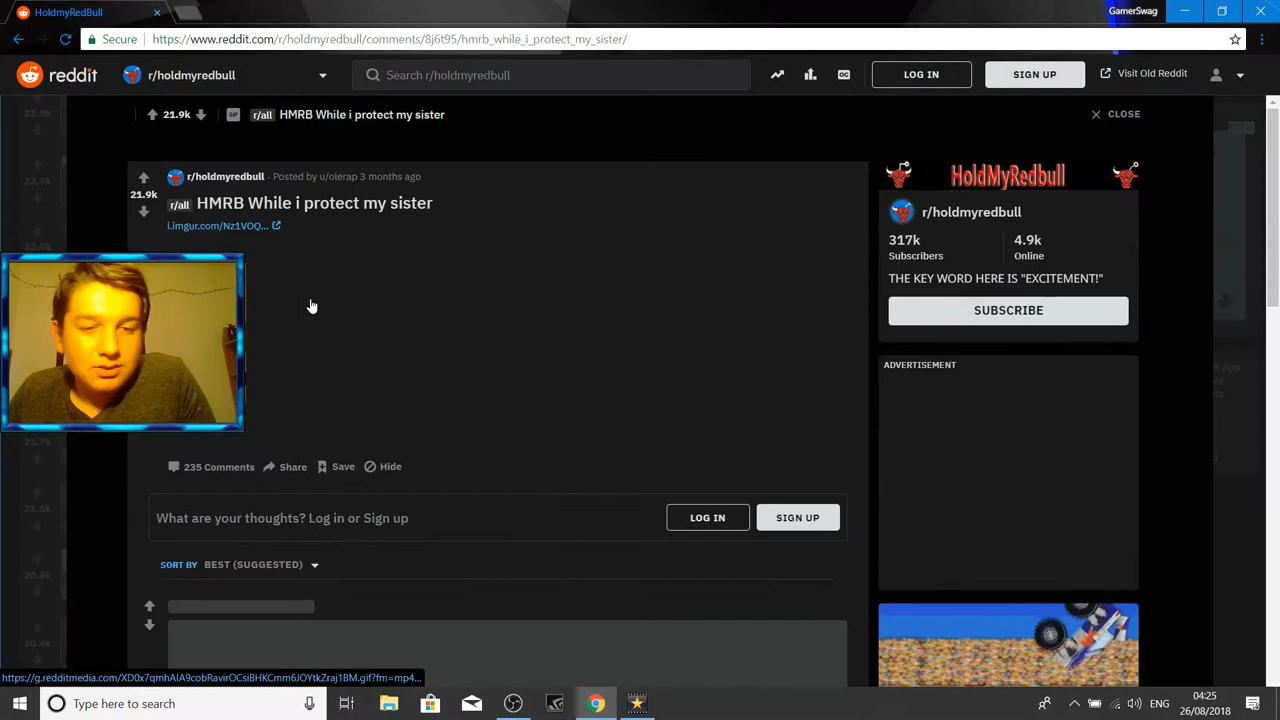 HoldmyRedBull
GamerSwag
Secure
https://www.reddit.com/r/holdmyredbull/comments/8j6t95/hmrb_while_i_protect_my_sister/
reddit
r/holdmyredbull
Search r/holdmyredbull
LOG IN
SIGN UP
Visit Old Reddit
21.9k
r/all
HMRB While i protect my sister
CLOSE
r/holdmyredbull · Posted by u/olerap 3 months ago
21.9k
r/all HMRB While i protect my sister
i.imgur.com/Nz1VOQ...
HoldMyRedbull
r/holdmyredbull
317k
4.9k
Subscribers
Online
THE KEY WORD HERE IS "EXCITEMENT!"
SUBSCRIBE
ADVERTISEMENT
235 Comments
Share
Save
Hide
What are your thoughts? Log in or Sign up
LOG IN
SIGN UP
SORT BY BEST (SUGGESTED)
https://g.redditmedia.com/XD0x7qmhAIA9cobRavirOCsiBHKCmm6JOYtkZraj1BM.gif?fm=mp4...
Type here to search
ENG
04:25
26/08/2018